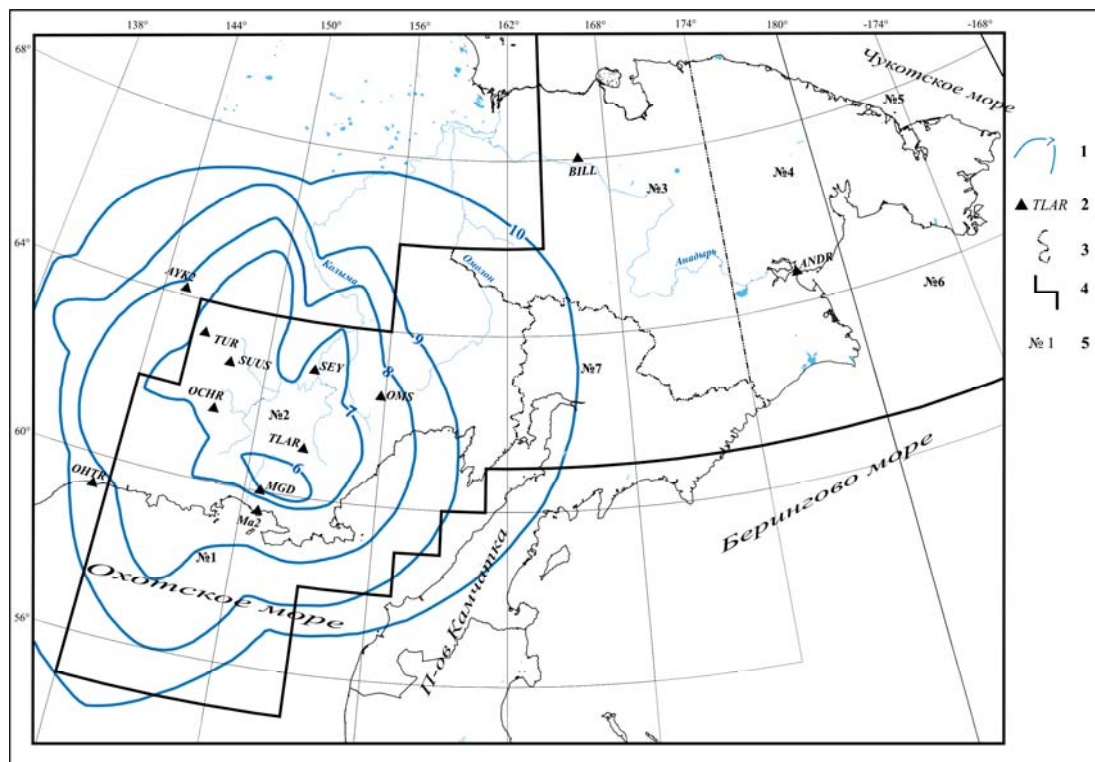 138° 144° 150° 156° 162° 168° 174° 180° -174° -168°
68°
Чукотское море
№5
1
BILL
№3
№4
TLAR 2
10
3
64°
Омолон
Колыма
Анадырь
ANDR
AYK2
№6
4
9
TUR
SUUS
SEY
8
№7
№ 1 5
OMS
OCHR
№2
7
60°
TLAR
6
OHTR
MGD
Ma2
Берингово море
№1
Охотское море
П-ов Камчатка
56°